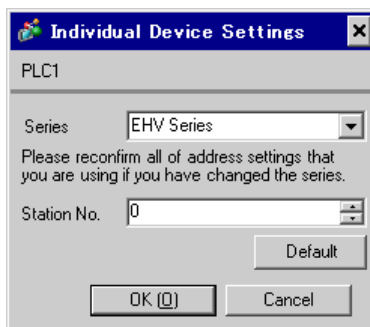 Individual Device Settings
PLC1
Series EHV Series
Please reconfirm all of address settings that
you are using if you have changed the series.
Station No. 0
Default
OK (O) Cancel